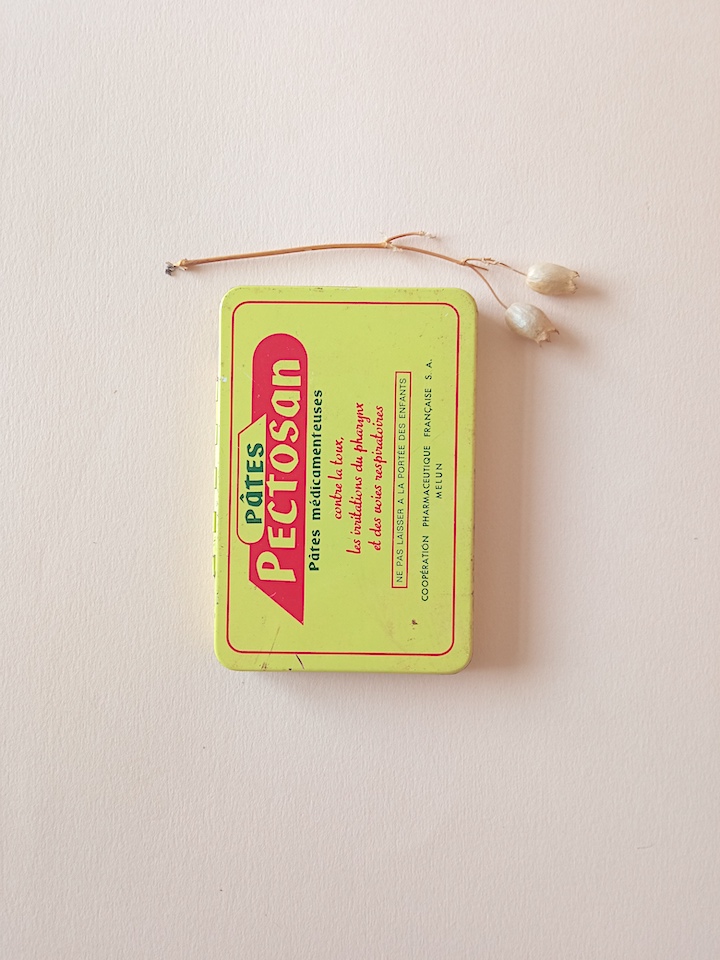 PÂTES
PECTOSAN
Pâtes médicamenteuses
contre la toux,
les irritations du pharynx
et des voies respiratoires
NE PAS LAISSER A LA PORTÉE DES ENFANTS
COOPÉRATION PHARMACEUTIQUE FRANÇAISE S. A.
MELUN